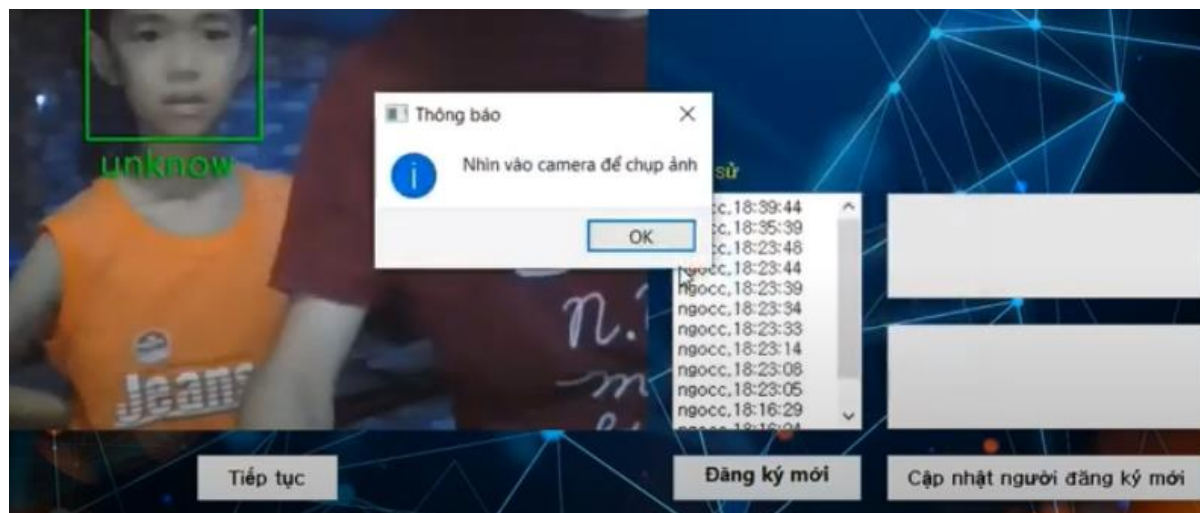 unknow
Thông báo
Nhìn vào camera để chụp ảnh
OK
sử
cc,18:39:44
cc,18:35:39
cc,18:23:48
ngocc,18:23:44
ngocc,18:23:39
ngocc,18:23:34
ngocc,18:23:33
ngocc,18:23:14
ngocc,18:23:08
ngocc,18:23:05
ngocc,18:16:29
n.
Jeans
Tiếp tục
Đăng ký mới
Cập nhật người đăng ký mới